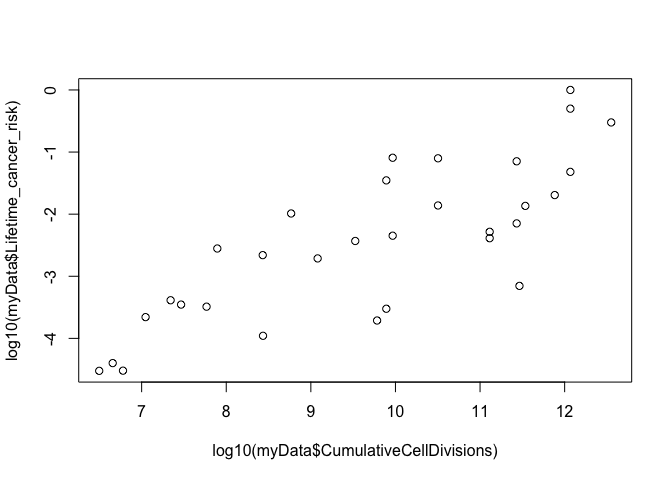 log10(myData$Lifetime_cancer_risk)
0
-1
-2
-3
-4
7 8 9 10 11 12
log10(myData$CumulativeCellDivisions)